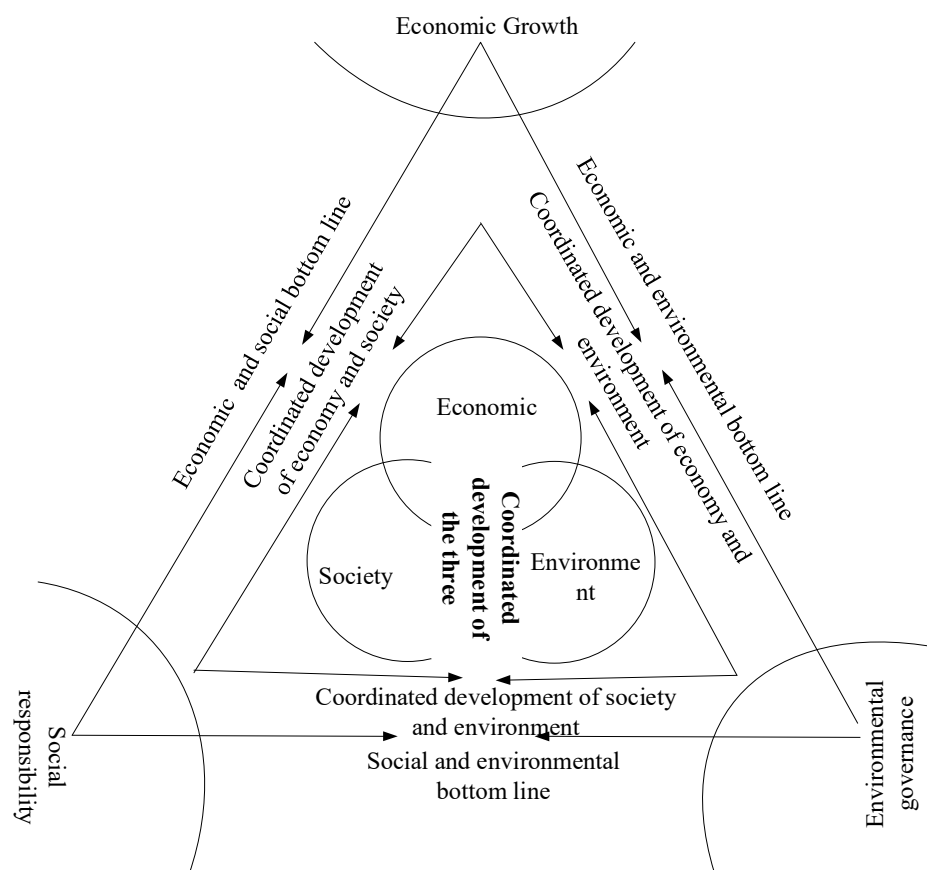 Economic Growth
Economic and social bottom line
Coordinated development
of economy and society
Economic and environmental bottom line
Coordinated development of economy and
environment
Economic
Society
Environme
nt
Coordinated
development of
the three
Coordinated development of society
and environment
Social and environmental
bottom line
Social
responsibility
Environmental
governance